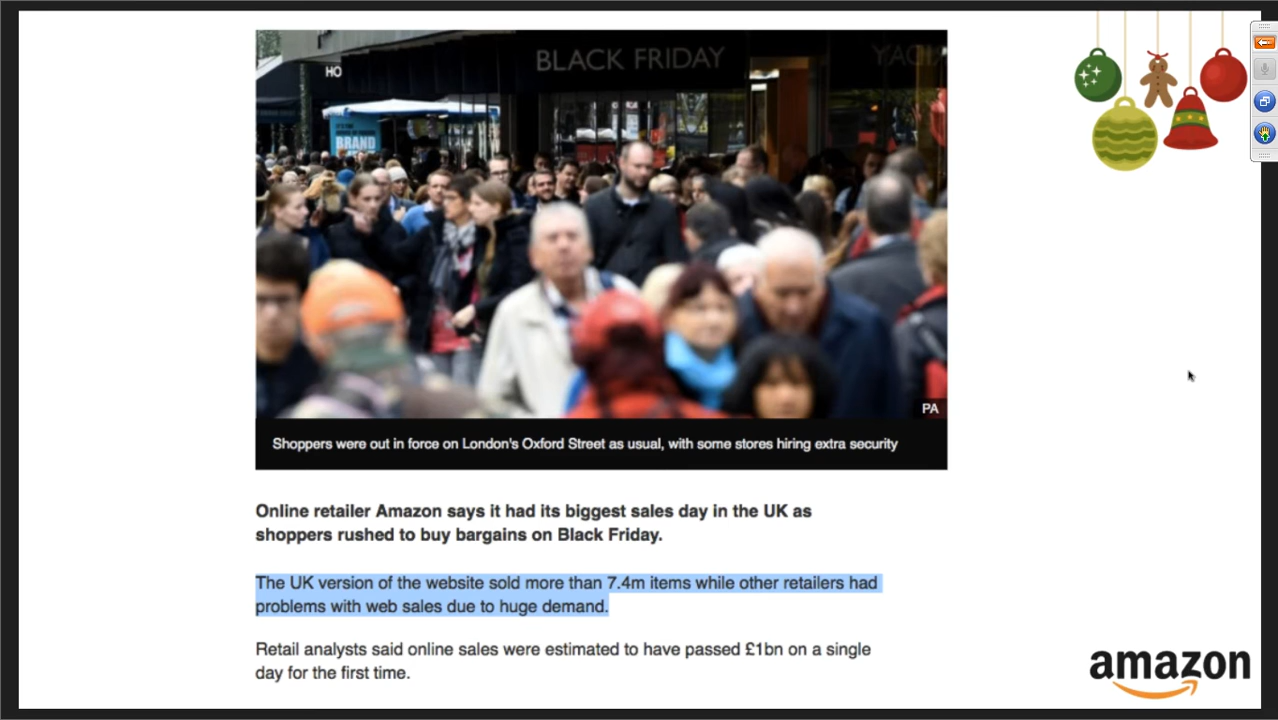 BLACK FRIDAY
HO
BRAND
PA
Shoppers were out in force on London's Oxford Street as usual, with some stores hiring extra security
Online retailer Amazon says it had its biggest sales day in the UK as
shoppers rushed to buy bargains on Black Friday.
The UK version of the website sold more than 7.4m items while other retailers had
problems with web sales due to huge demand.
Retail analysts said online sales were estimated to have passed £1bn on a single
day for the first time.
amazon